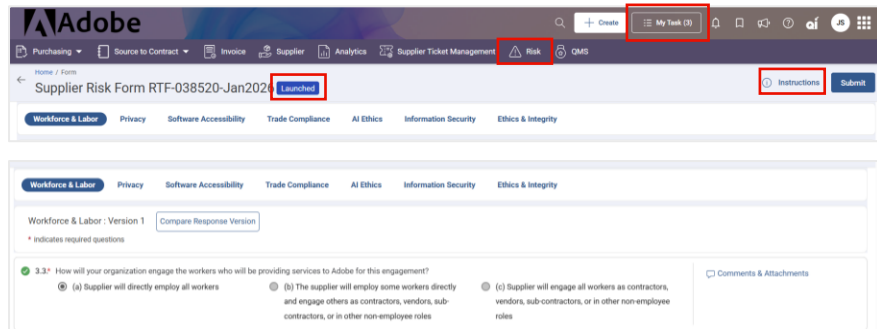 Adobe
Create
My Task (3)
aí
JS
Purchasing
Source to Contract
Invoice
Supplier
Analytics
Supplier Ticket Management
Risk
QMS
Home / Form
Supplier Risk Form RTF-038520-Jan2026 Launched
Instructions
Submit
Workforce & Labor Privacy Software Accessibility Trade Compliance AI Ethics Information Security Ethics & Integrity
Workforce & Labor Privacy Software Accessibility Trade Compliance AI Ethics Information Security Ethics & Integrity
Workforce & Labor : Version 1 Compare Response Version
* indicates required questions
3.3.* How will your organization engage the workers who will be providing services to Adobe for this engagement?
Comments & Attachments
(a) Supplier will directly employ all workers
(b) The supplier will employ some workers directly
and engage others as contractors, vendors, sub-
contractors, or in other non-employee roles
(c) Supplier will engage all workers as contractors,
vendors, sub-contractors, or in other non-employee
roles